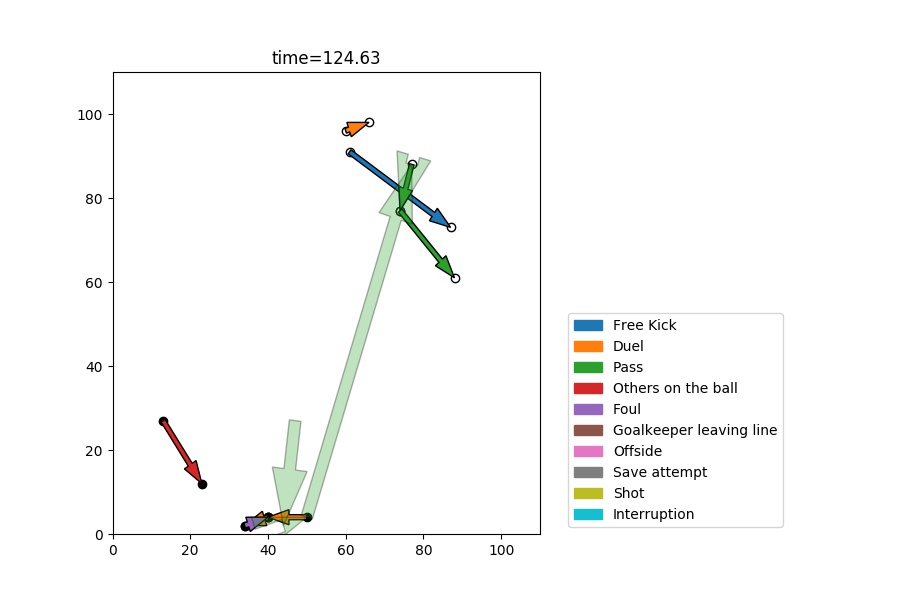 time=124.63
100
80
60
40
20
0
0
20
40
60
80
100
Free Kick
Duel
Pass
Others on the ball
Foul
Goalkeeper leaving line
Offside
Save attempt
Shot
Interruption